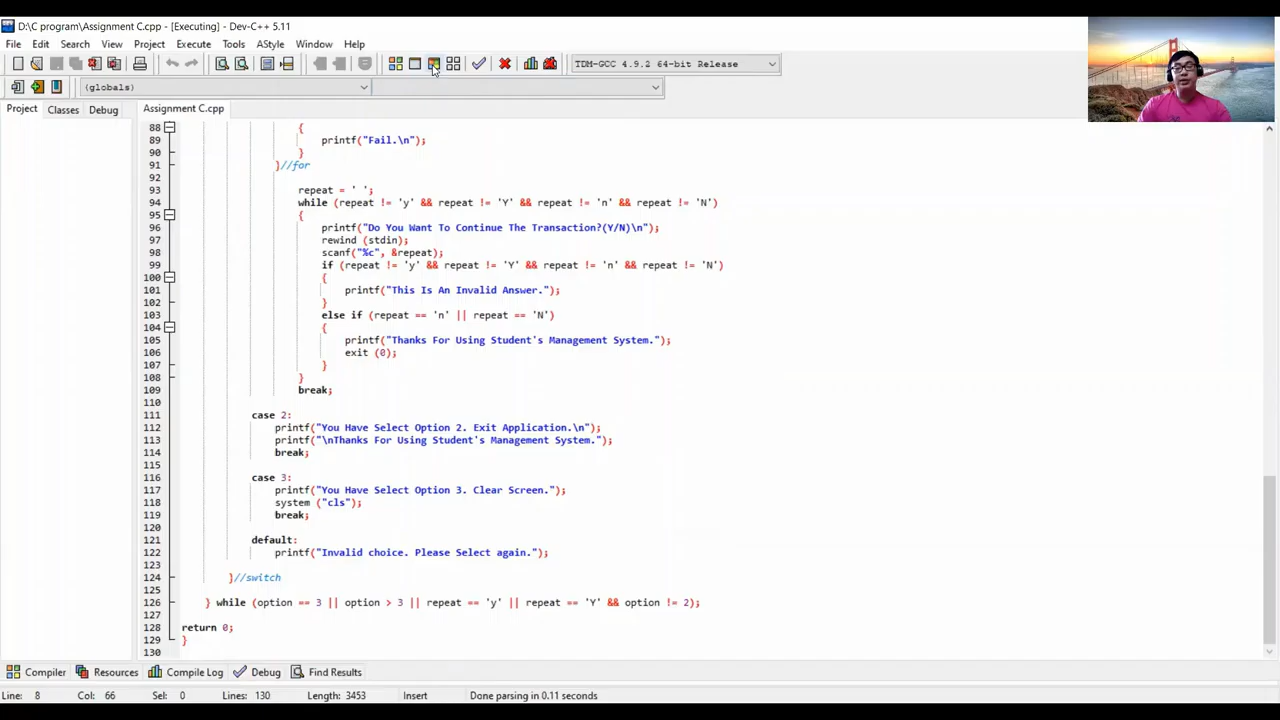 D:\C program\Assignment C.cpp - [Executing] - Dev-C++ 5.11
File Edit Search View Project Execute Tools AStyle Window Help
TDM-GCC 4.9.2 64-bit Release
(globals)
Project Classes Debug Assignment C.cpp
88 {
89 printf("Fail.\n");
90 }
91 }//for
92
93 repeat = ' ';
94 while (repeat != 'y' && repeat != 'Y' && repeat != 'n' && repeat != 'N')
95 {
96 printf("Do You Want To Continue The Transaction?(Y/N)\n");
97 rewind (stdin);
98 scanf("%c", &repeat);
99 if (repeat != 'y' && repeat != 'Y' && repeat != 'n' && repeat != 'N')
100 {
101 printf("This Is An Invalid Answer.");
102 }
103 else if (repeat == 'n' || repeat == 'N')
104 {
105 printf("Thanks For Using Student's Management System.");
106 exit (0);
107 }
108 }
109 break;
110
111 case 2:
112 printf("You Have Select Option 2. Exit Application.\n");
113 printf("\nThanks For Using Student's Management System.");
114 break;
115
116 case 3:
117 printf("You Have Select Option 3. Clear Screen.");
118 system ("cls");
119 break;
120
121 default:
122 printf("Invalid choice. Please Select again.");
123
124 }//switch
125
126 } while (option == 3 || option > 3 || repeat == 'y' || repeat == 'Y' && option != 2);
127
128 return 0;
129 }
130
Compiler Resources Compile Log Debug Find Results
Line: 8 Col: 66 Sel: 0 Lines: 130 Length: 3453 Insert Done parsing in 0.11 seconds